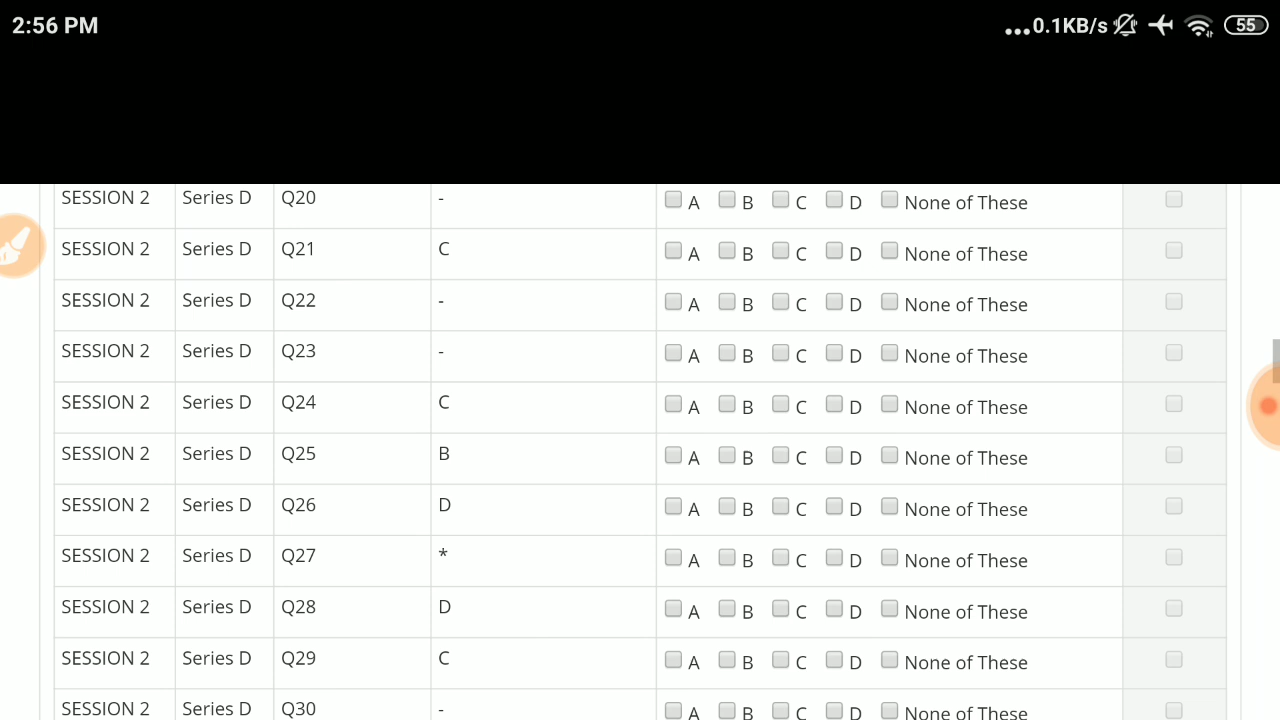 2:56 PM ...0.1KB/s 55
SESSION 2 Series D Q20 - A B C D None of These
SESSION 2 Series D Q21 C A B C D None of These
SESSION 2 Series D Q22 - A B C D None of These
SESSION 2 Series D Q23 - A B C D None of These
SESSION 2 Series D Q24 C A B C D None of These
SESSION 2 Series D Q25 B A B C D None of These
SESSION 2 Series D Q26 D A B C D None of These
SESSION 2 Series D Q27 * A B C D None of These
SESSION 2 Series D Q28 D A B C D None of These
SESSION 2 Series D Q29 C A B C D None of These
SESSION 2 Series D Q30 - A B C D None of These